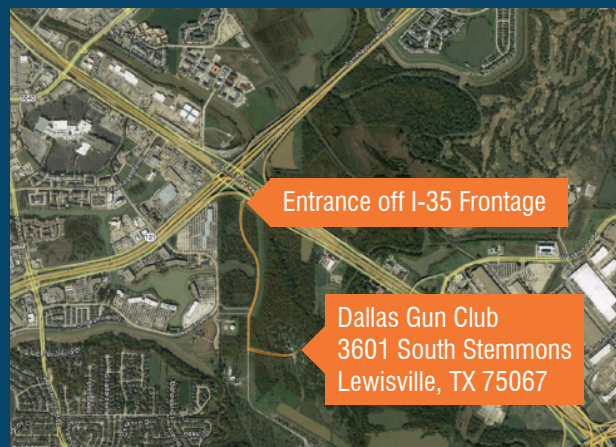 Entrance off I-35 Frontage
Dallas Gun Club
3601 South Stemmons
Lewisville, TX 75067